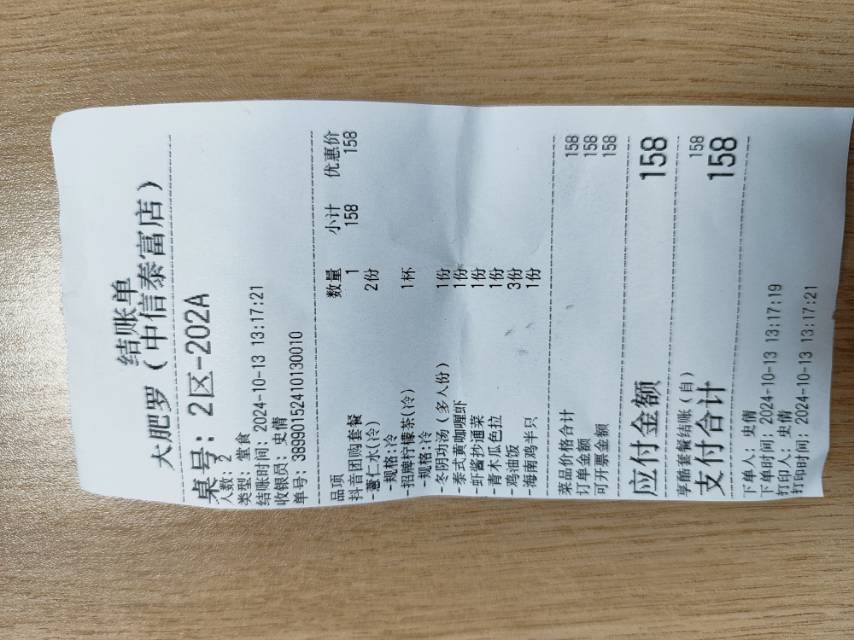 结账单
大肥罗（中信泰富店）
桌号：2区-202A
人数：2
类型：堂食
结账时间：2024-10-13 13:17:21
收银员：史倩
单号：38990152410130010
品项 数量 小计 优惠价
抖音团购套餐 1 158 158
-薏仁水(冷) 2份
-规格:冷
-招牌柠檬茶(冷) 1杯
-规格:冷
-冬阴功汤(多人份) 1份
-泰式黄咖喱虾 1份
-虾酱抄通菜 1份
-青木瓜色拉 1份
-鸡油饭 3份
-海南鸡半只 1份
菜品价格合计 158
订单金额 158
可开票金额 158
应付金额 158
享餔套餐结账(自) 158
支付合计 158
下单人：史倩
下单时间：2024-10-13 13:17:19
打印人：史倩
打印时间：2024-10-13 13:17:21